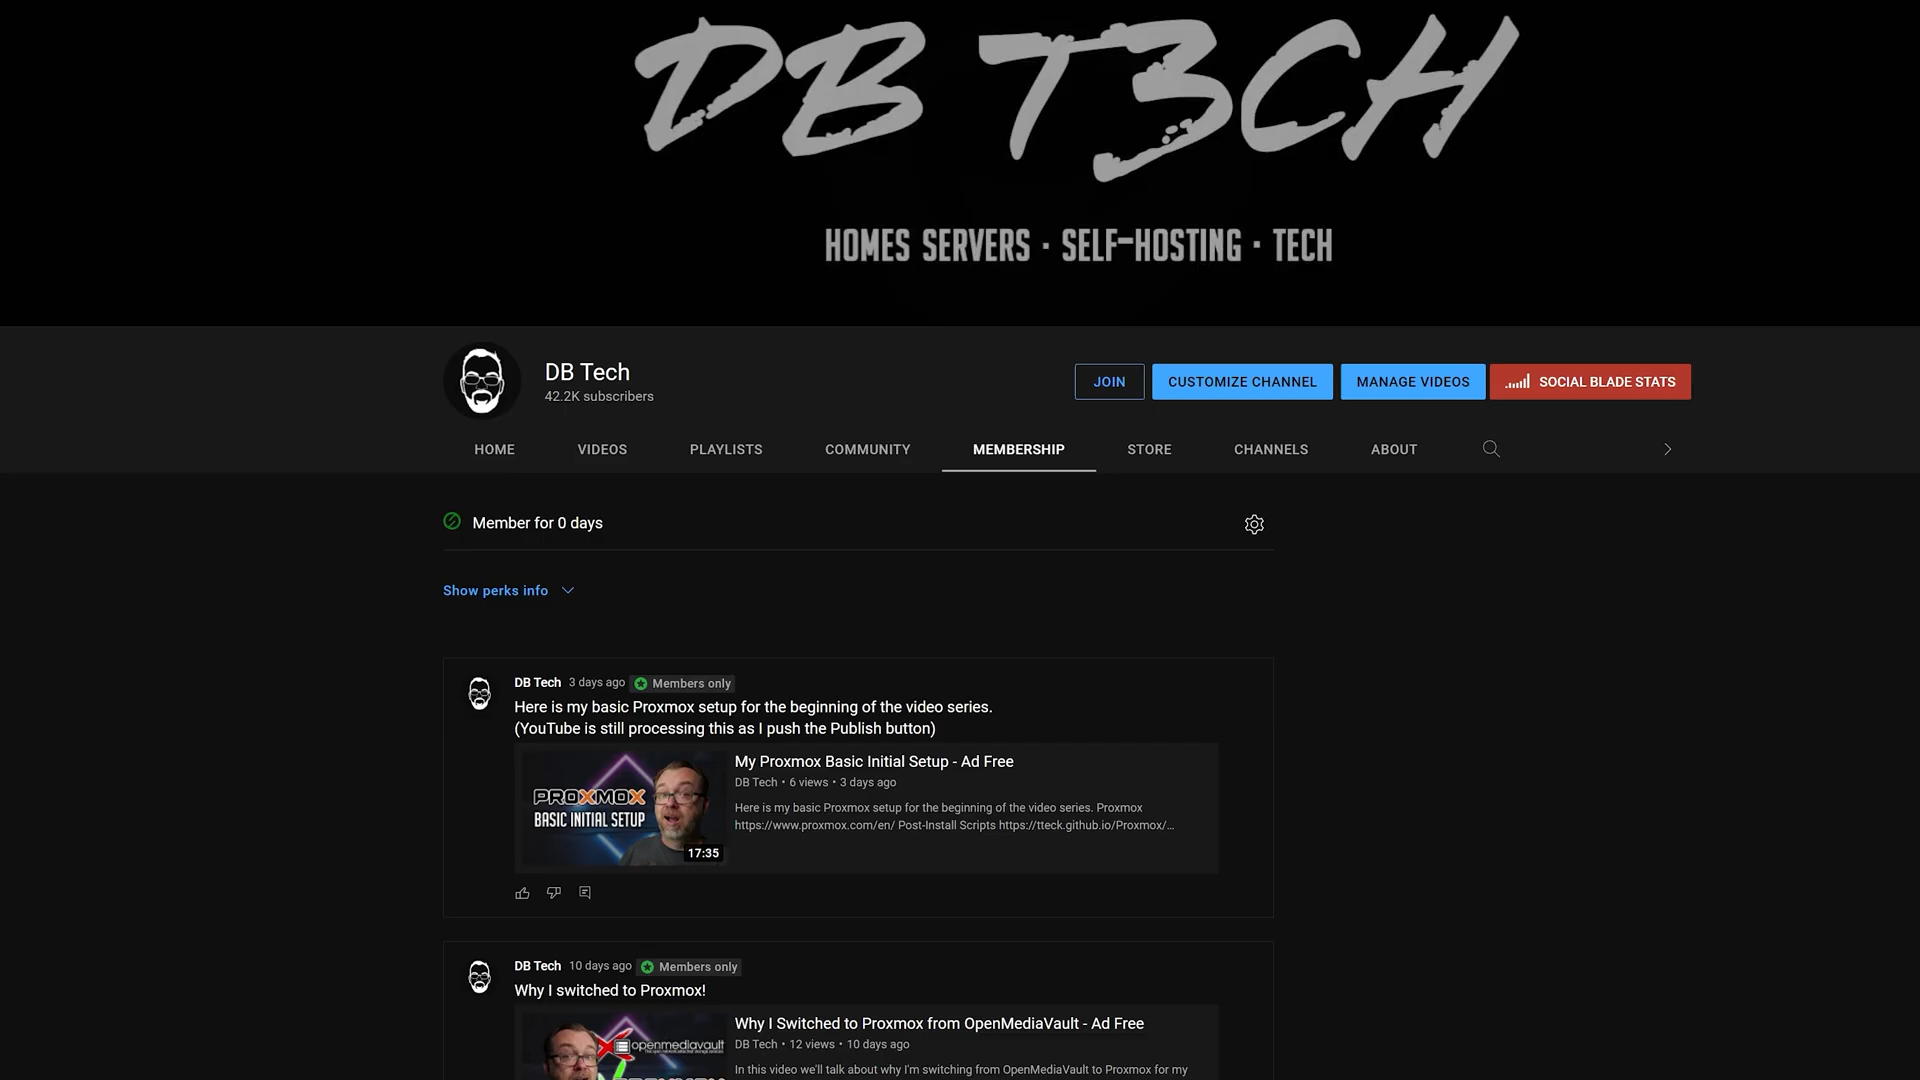 DB T3CH
HOMES SERVERS · SELF-HOSTING · TECH
DB Tech
42.2K subscribers
JOIN
CUSTOMIZE CHANNEL
MANAGE VIDEOS
SOCIAL BLADE STATS
HOME
VIDEOS
PLAYLISTS
COMMUNITY
MEMBERSHIP
STORE
CHANNELS
ABOUT
Member for 0 days
Show perks info
DB Tech 3 days ago Members only
Here is my basic Proxmox setup for the beginning of the video series.
(YouTube is still processing this as I push the Publish button)
PROXMOX
BASIC INITIAL SETUP
17:35
My Proxmox Basic Initial Setup - Ad Free
DB Tech • 6 views • 3 days ago
Here is my basic Proxmox setup for the beginning of the video series. Proxmox
https://www.proxmox.com/en/ Post-Install Scripts https://tteck.github.io/Proxmox/...
DB Tech 10 days ago Members only
Why I switched to Proxmox!
openmediavault
Why I Switched to Proxmox from OpenMediaVault - Ad Free
DB Tech • 12 views • 10 days ago
In this video we'll talk about why I'm switching from OpenMediaVault to Proxmox for my